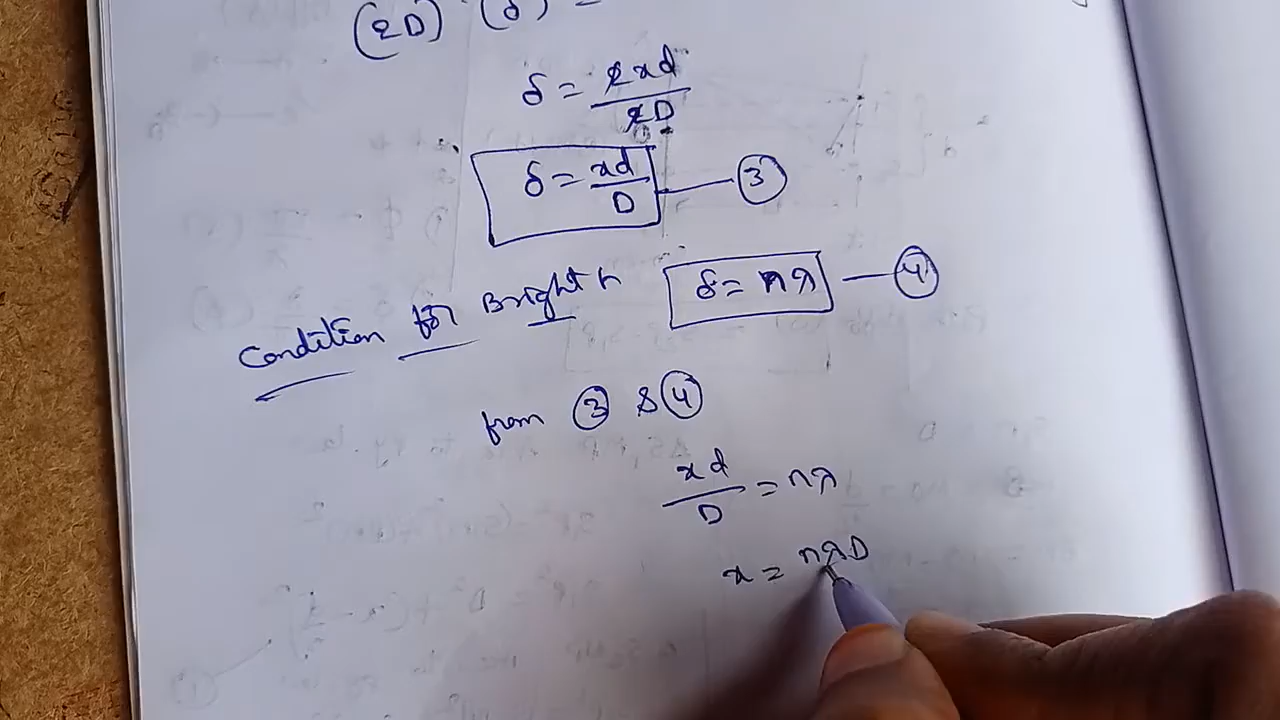 (2D) (δ) =
δ = 2xd / 2D
δ = xd / D — 3
Condition for Bright δ = nλ — 4
from 3 & 4
xd / D = nλ
x = nλD